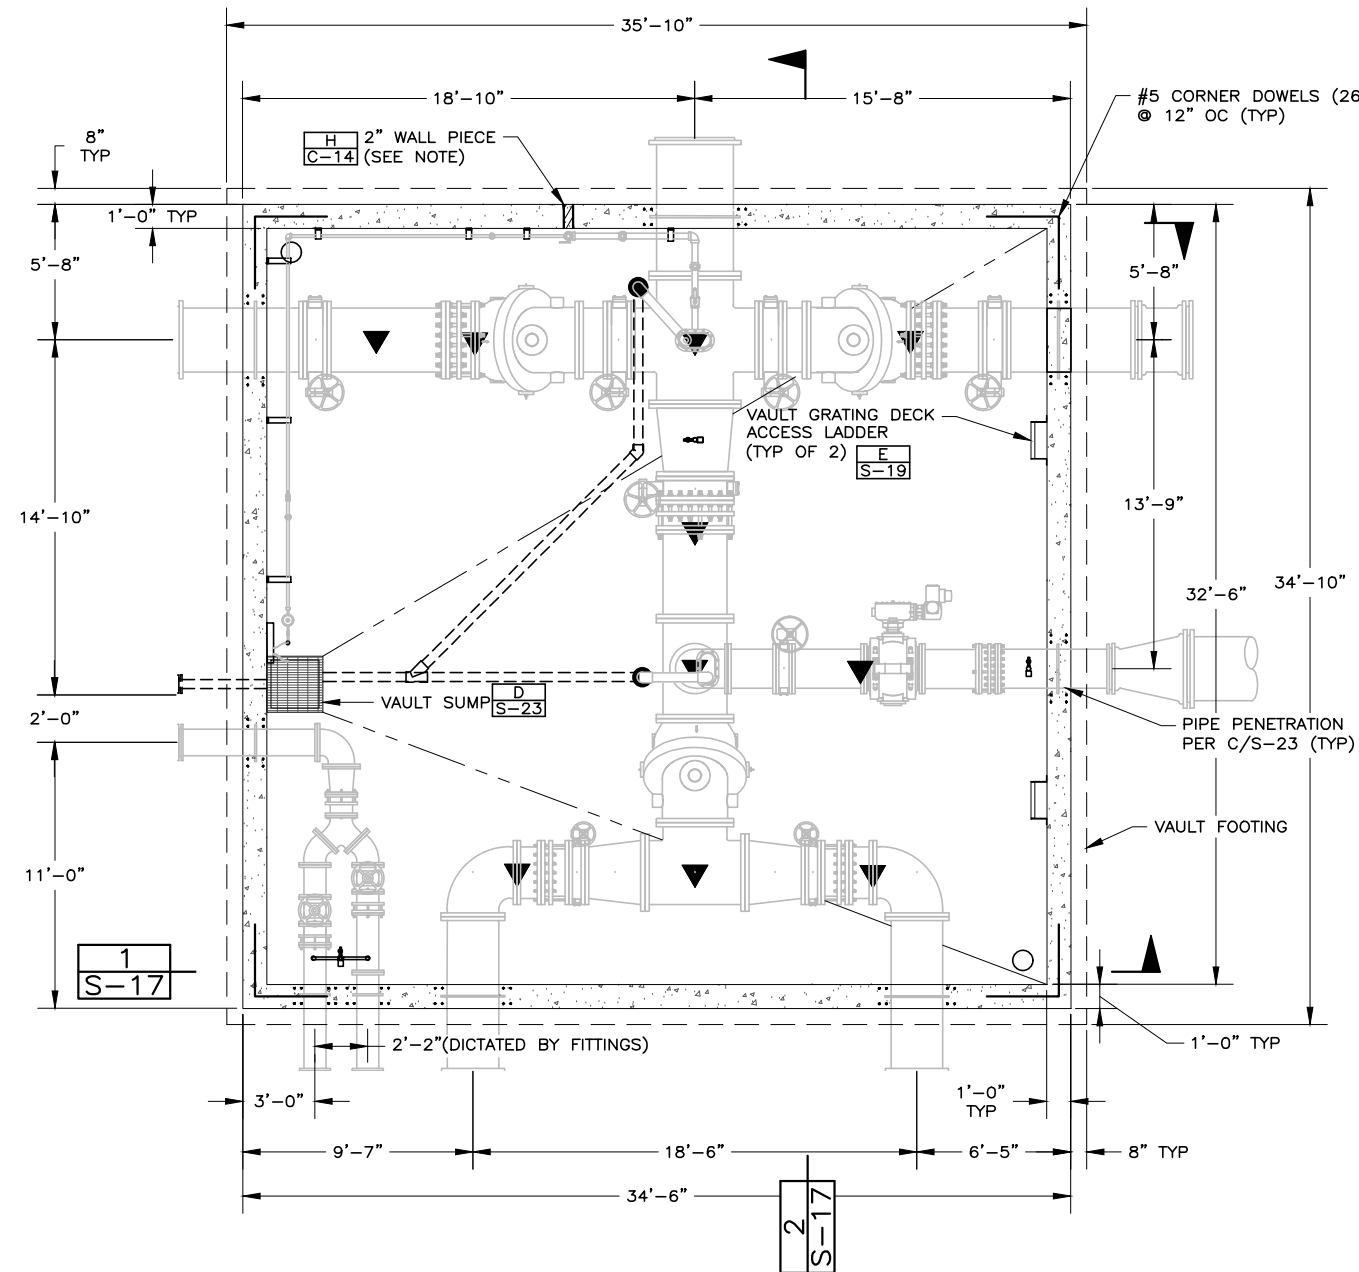 35'-10"
18'-10"
15'-8"
#5 CORNER DOWELS (26
@ 12" OC (TYP)
8"
TYP
H
C-14
2" WALL PIECE
(SEE NOTE)
1'-0" TYP
5'-8"
5'-8"
VAULT GRATING DECK
ACCESS LADDER
(TYP OF 2)
E
S-19
14'-10"
13'-9"
32'-6"
34'-10"
VAULT SUMP
D
S-23
2'-0"
PIPE PENETRATION
PER C/S-23 (TYP)
VAULT FOOTING
11'-0"
1
S-17
2'-2"(DICTATED BY FITTINGS)
1'-0" TYP
3'-0"
1'-0"
TYP
9'-7"
18'-6"
6'-5"
8" TYP
34'-6"
2
S-17